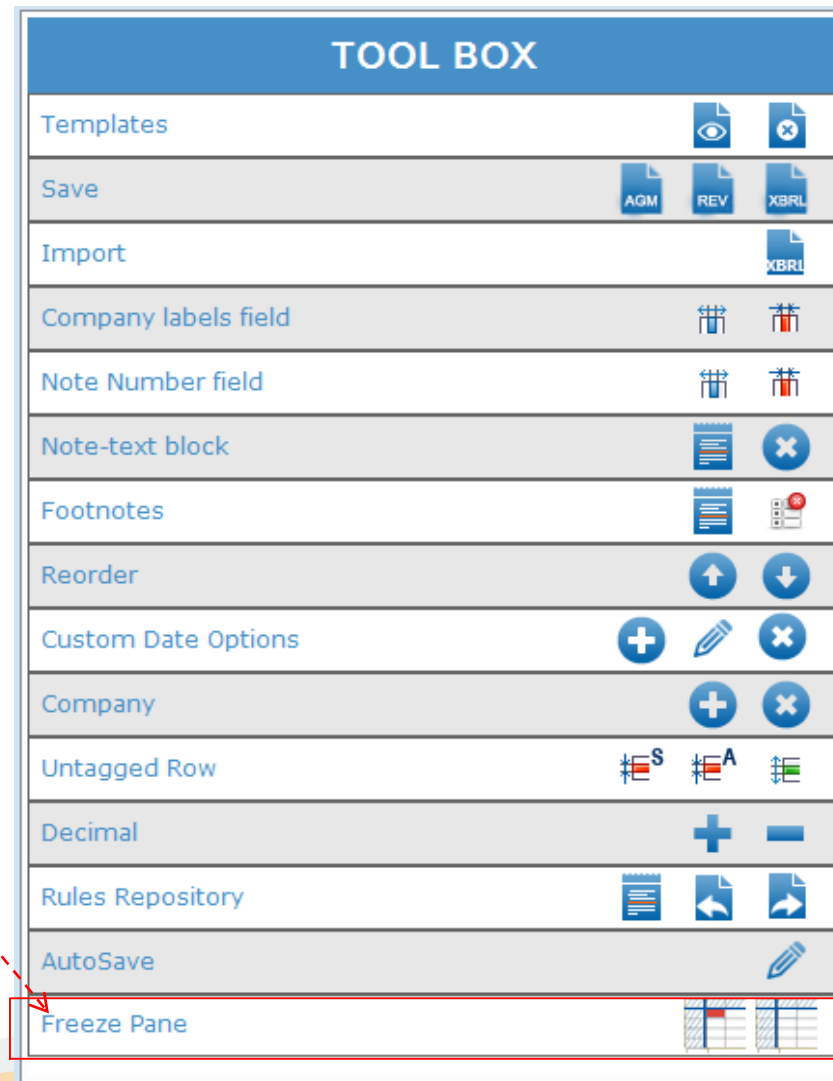 TOOL BOX
Templates
Save AGM REV XBRL
Import XBRL
Company labels field
Note Number field
Note-text block
Footnotes
Reorder
Custom Date Options
Company
Untagged Row S A
Decimal
Rules Repository
AutoSave
Freeze Pane